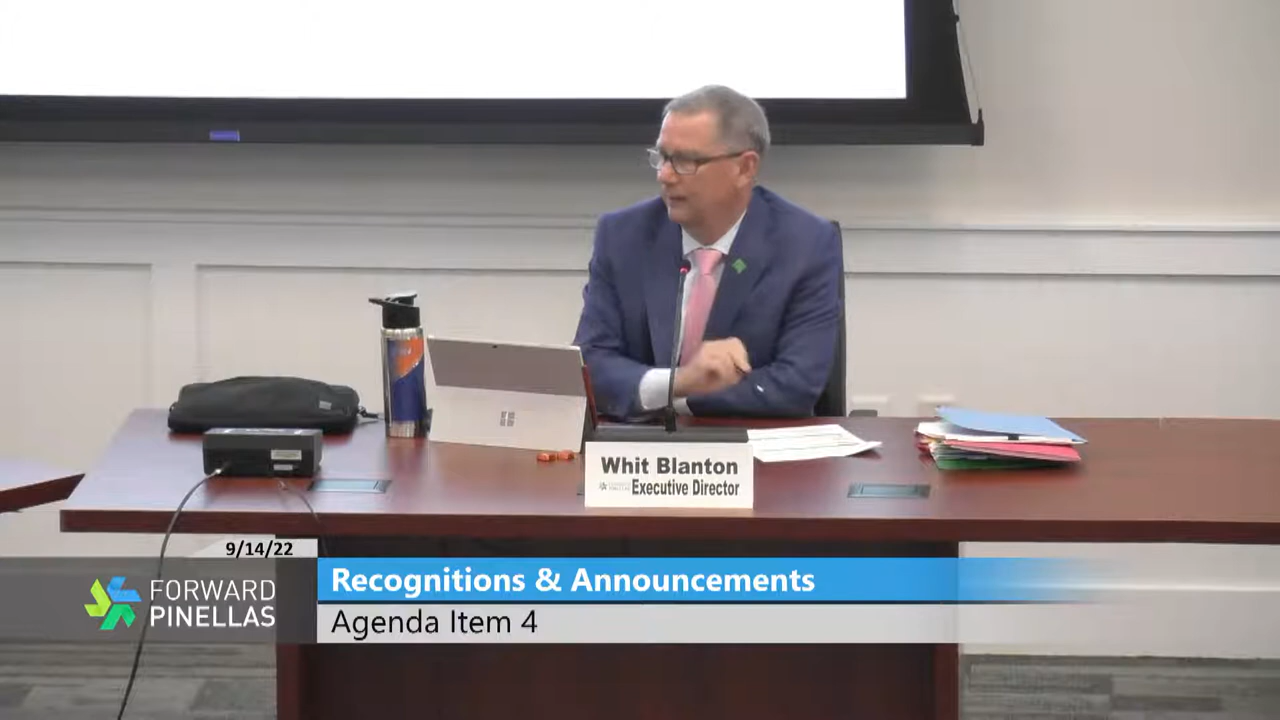 Whit Blanton
Executive Director
9/14/22
FORWARD
PINELLAS
Recognitions & Announcements
Agenda Item 4